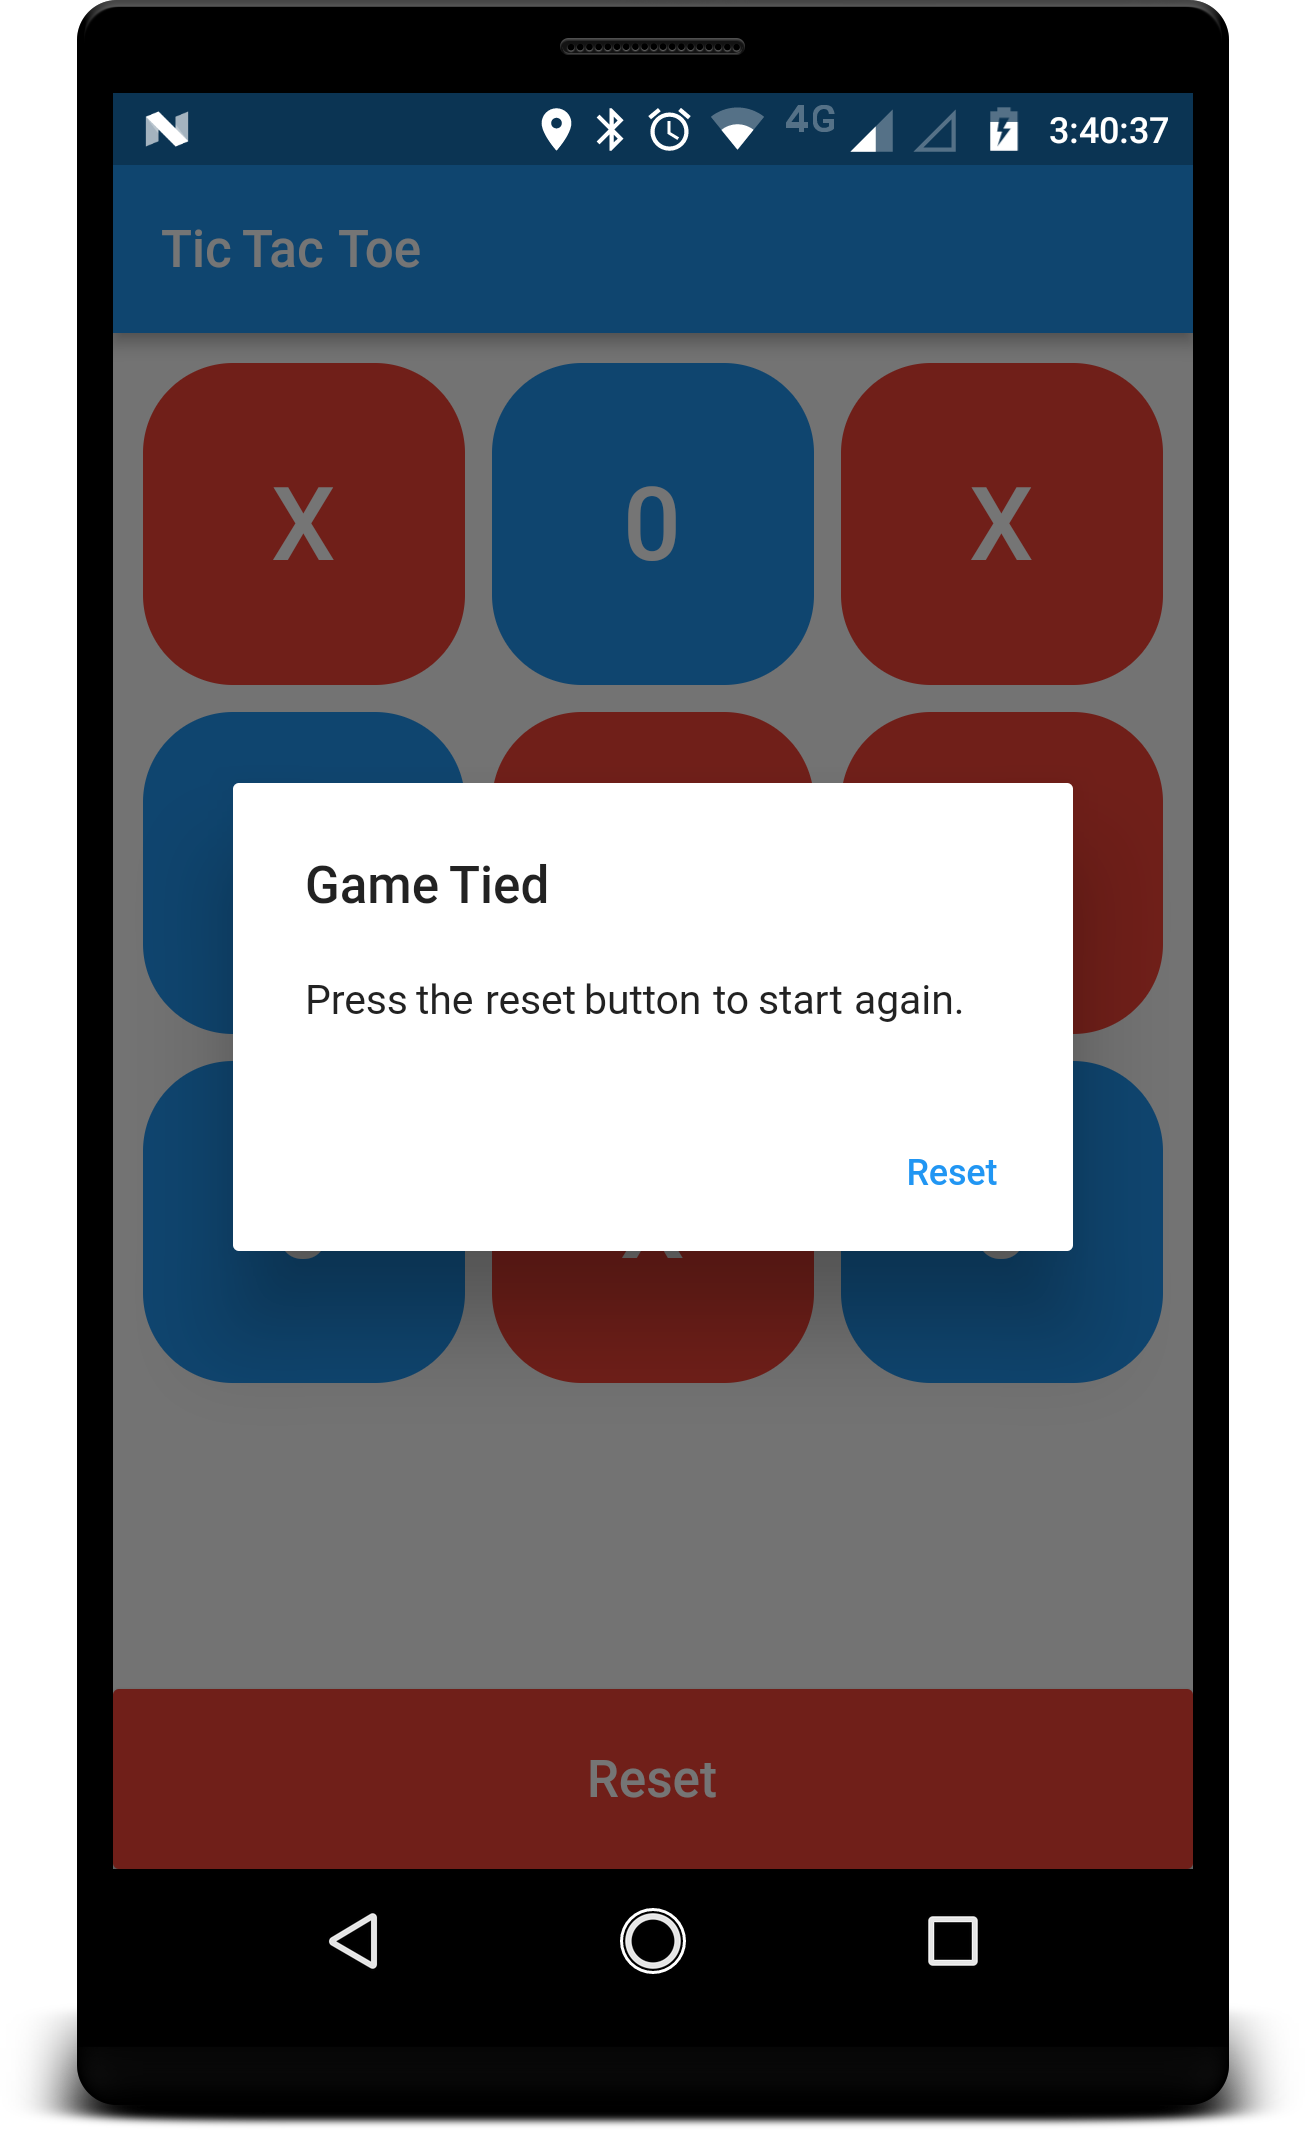 4G 3:40:37
Tic Tac Toe
X 0 X
Game Tied
Press the reset button to start again.
Reset
X
Reset